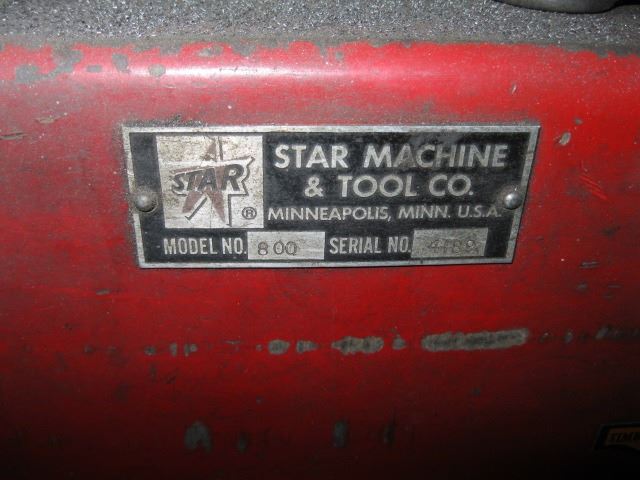 STAR
®
STAR MACHINE
& TOOL CO.
MINNEAPOLIS, MINN. U.S.A.
MODEL NO. 800 SERIAL NO.